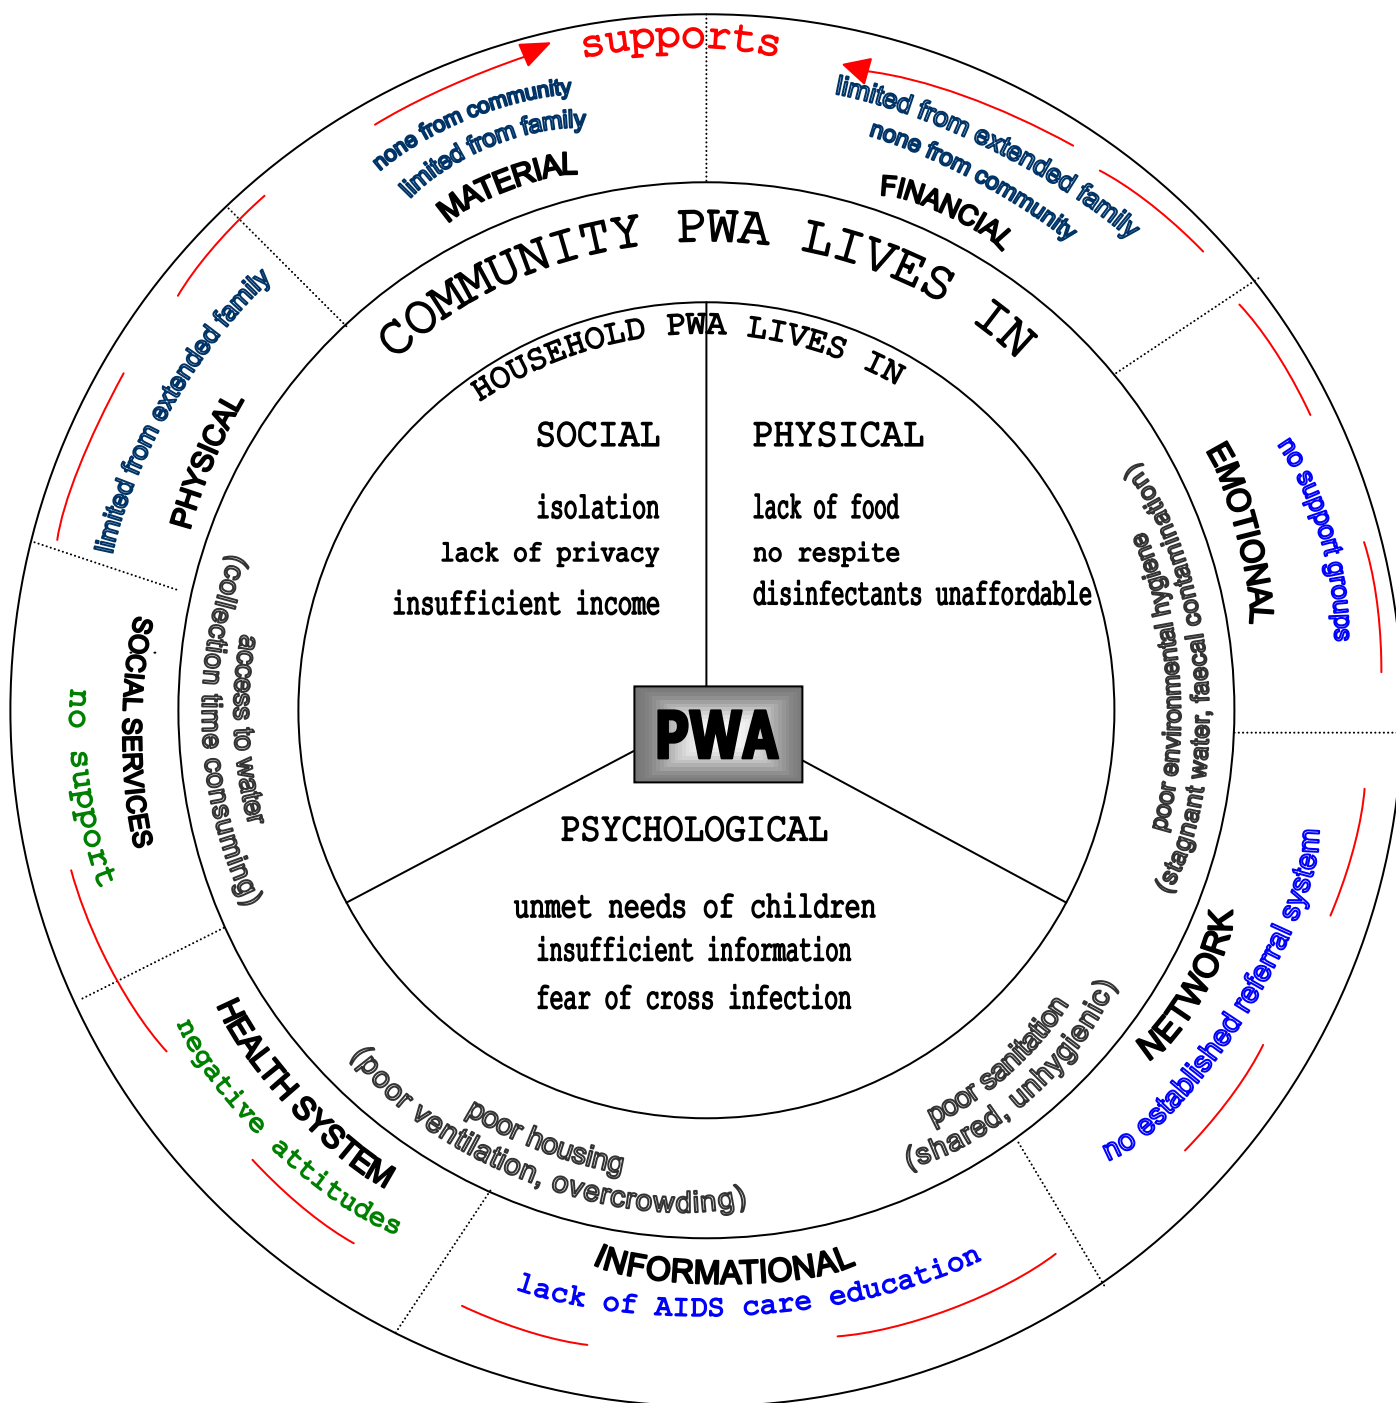 supports
none from community
limited from family
MATERIAL
limited from extended family
none from community
FINANCIAL
no support groups
EMOTIONAL
NETWORK
no established referral system
INFORMATIONAL
lack of AIDS care education
HEALTH SYSTEM
negative attitudes
SOCIAL SERVICES
no support
limited from extended family
PHYSICAL
COMMUNITY PWA LIVES IN
(stagnant water, faecal contamination)
poor environmental hygiene
poor sanitation
(shared, unhygienic)
poor housing
(poor ventilation, overcrowding)
access to water
(collection time consuming)
HOUSEHOLD PWA LIVES IN
SOCIAL
isolation
lack of privacy
insufficient income
PHYSICAL
lack of food
no respite
disinfectants unaffordable
PWA
PSYCHOLOGICAL
unmet needs of children
insufficient information
fear of cross infection